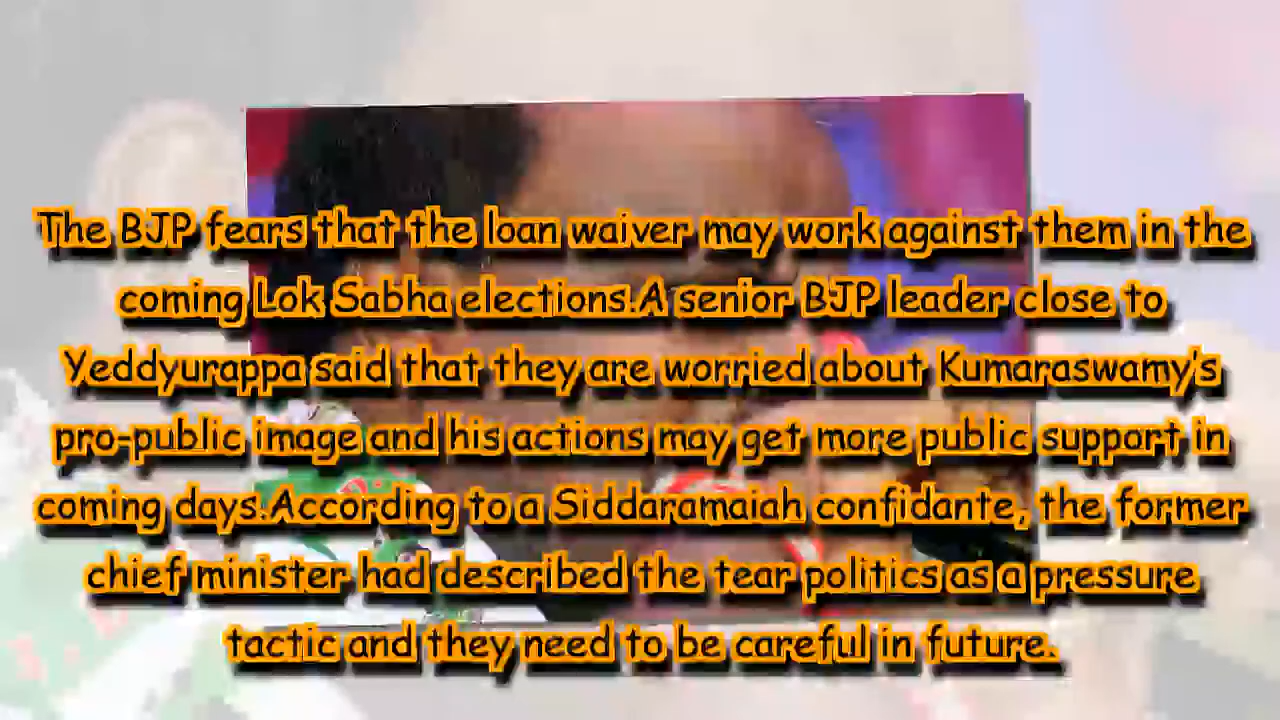 The BJP fears that the loan waiver may work against them in the
coming Lok Sabha elections.A senior BJP leader close to
Yeddyurappa said that they are worried about Kumaraswamy's
pro-public image and his actions may get more public support in
coming days.According to a Siddaramaiah confidante, the former
chief minister had described the tear politics as a pressure
tactic and they need to be careful in future.